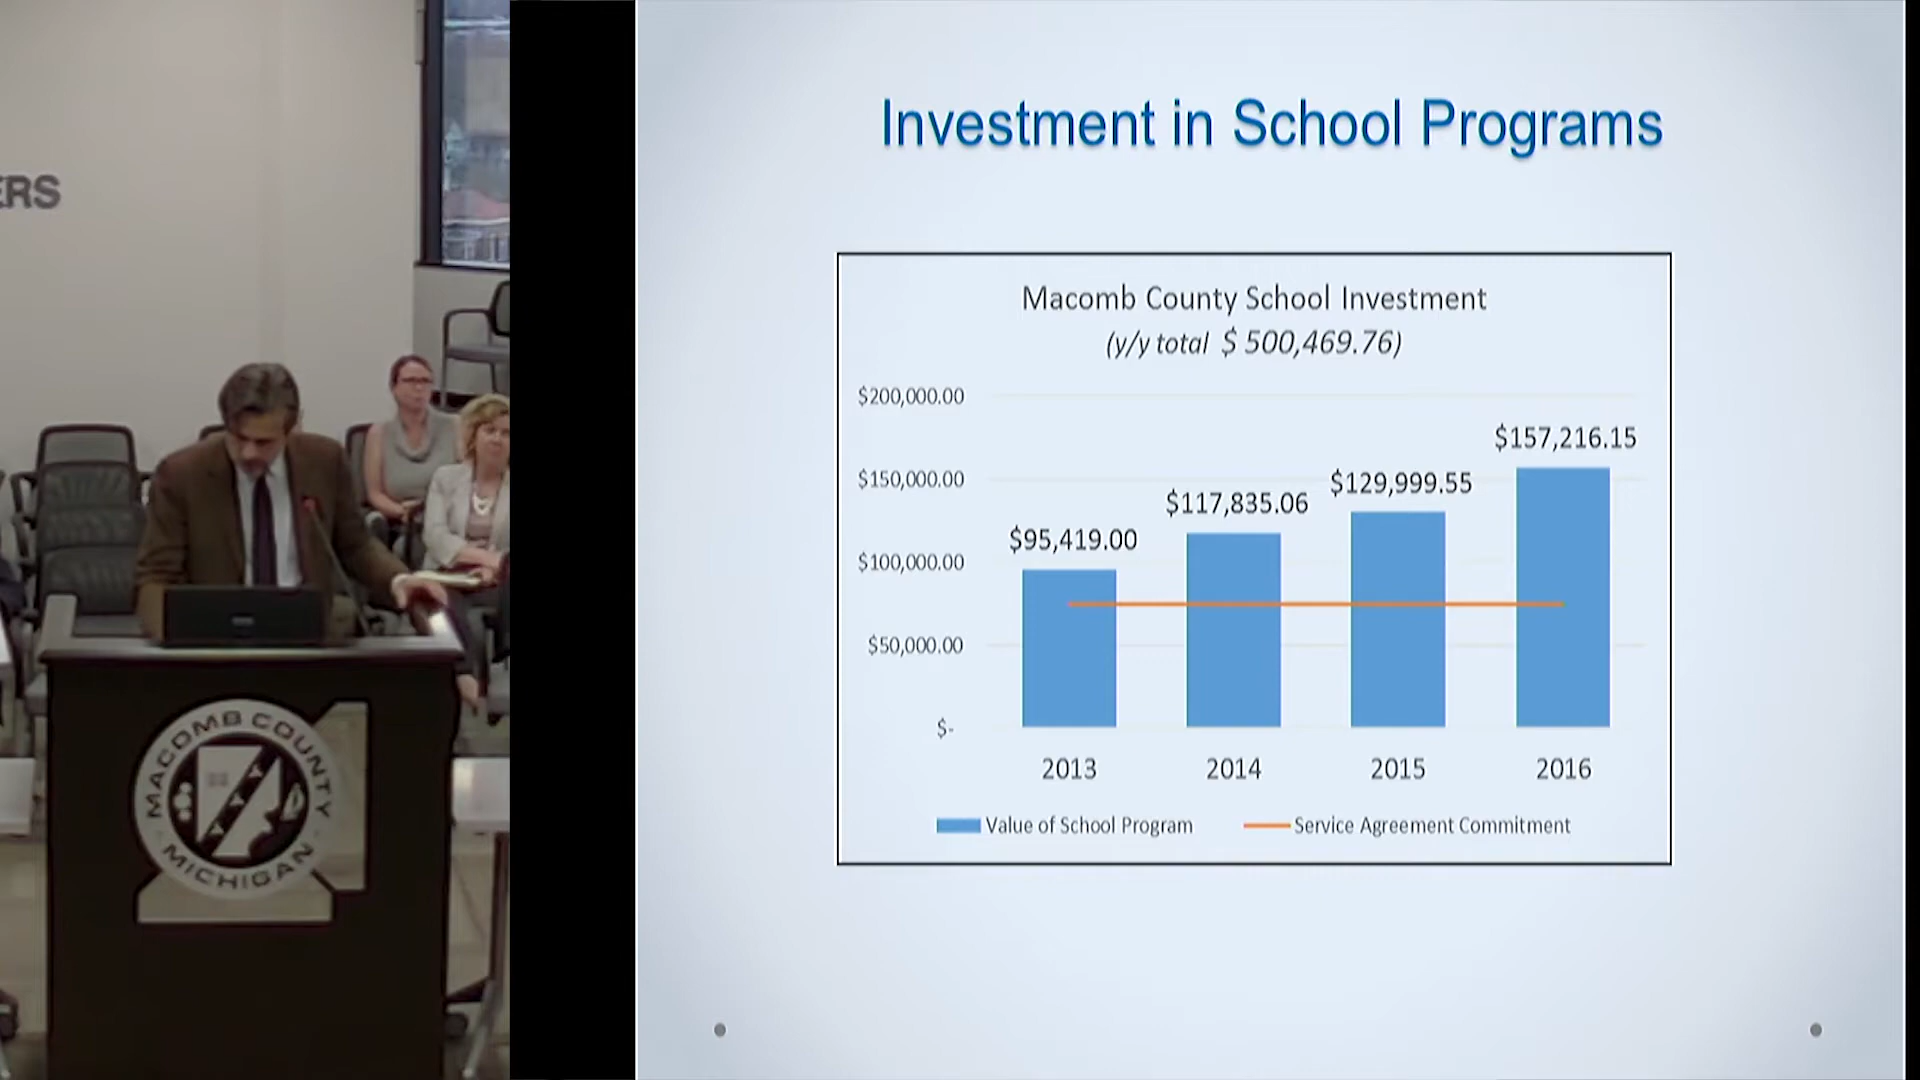 ERS
MACOMB COUNTY
MICHIGAN
Investment in School Programs
Macomb County School Investment
(y/y total $ 500,469.76)
$200,000.00
$150,000.00
$100,000.00
$50,000.00
$-
$95,419.00
$117,835.06
$129,999.55
$157,216.15
2013 2014 2015 2016
Value of School Program Service Agreement Commitment